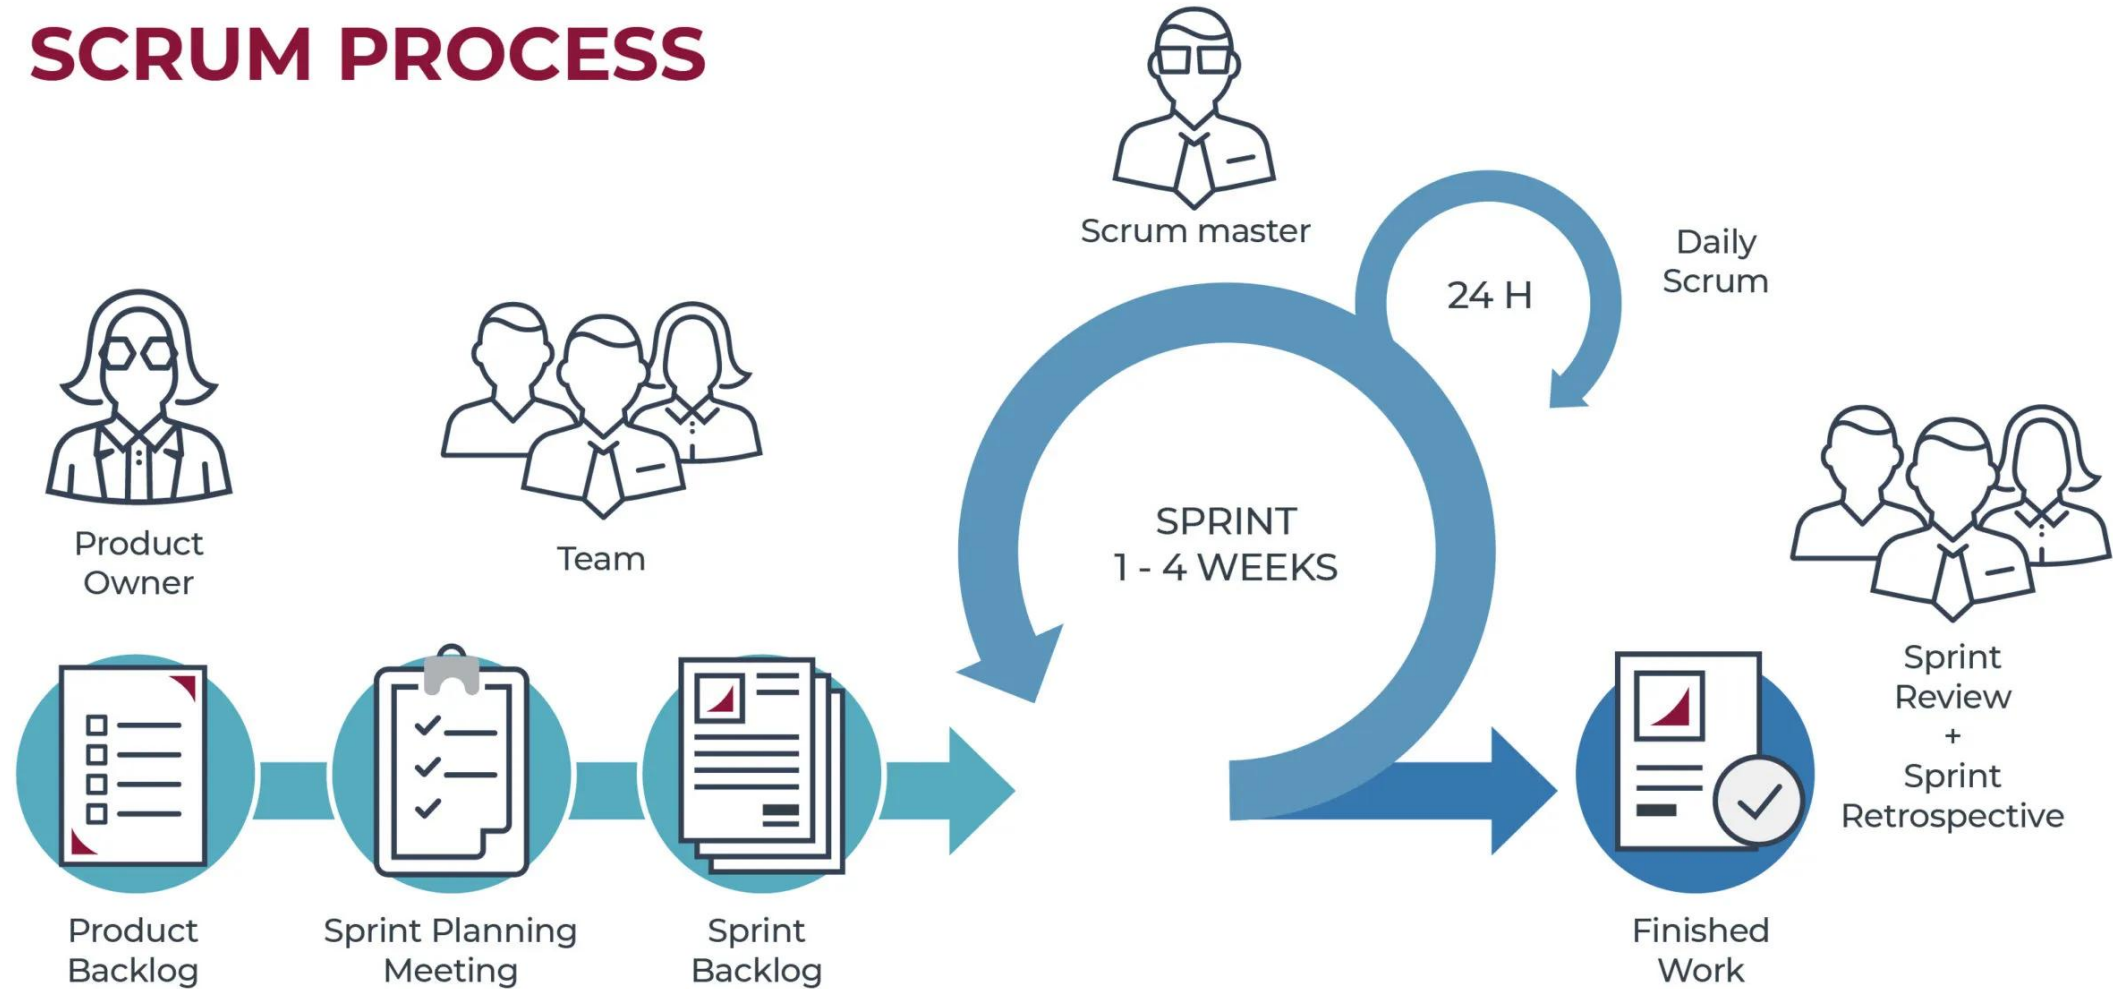 SCRUM PROCESS
Scrum master
Daily
Scrum
24 H
Product
Owner
Team
SPRINT
1 - 4 WEEKS
Sprint
Review
+
Sprint
Retrospective
Product
Backlog
Sprint Planning
Meeting
Sprint
Backlog
Finished
Work